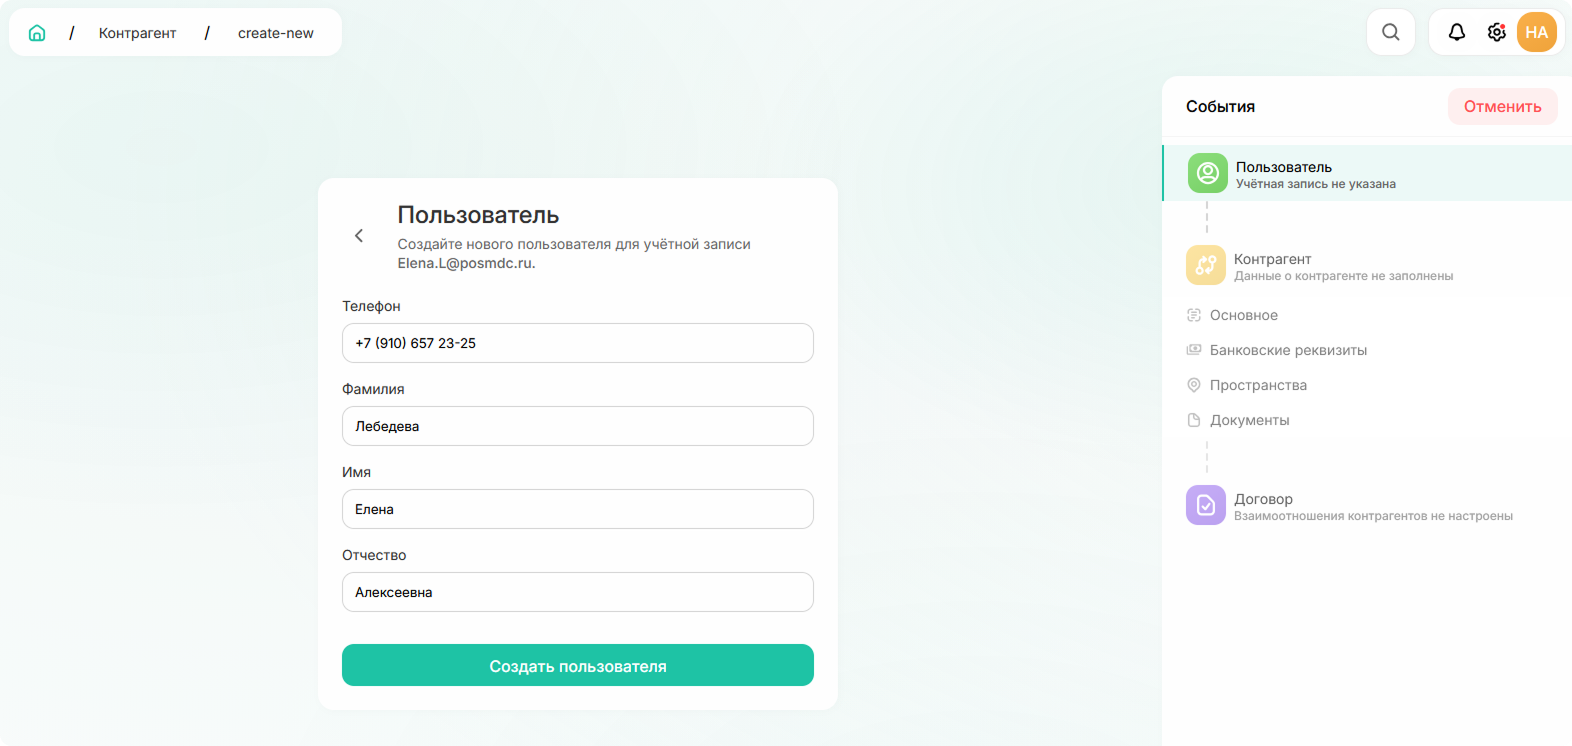 / Контрагент / create-new
НА
События
Отменить
Пользователь
Учётная запись не указана
Контрагент
Данные о контрагенте не заполнены
Основное
Банковские реквизиты
Пространства
Документы
Договор
Взаимоотношения контрагентов не настроены
Пользователь
Создайте нового пользователя для учётной записи
Elena.L@posmdc.ru.
Телефон
+7 (910) 657 23-25
Фамилия
Лебедева
Имя
Елена
Отчество
Алексеевна
Создать пользователя